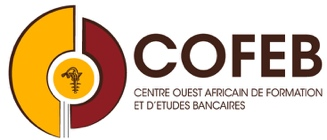 COFEB
CENTRE OUEST AFRICAIN DE FORMATION
ET D'ETUDES BANCAIRES